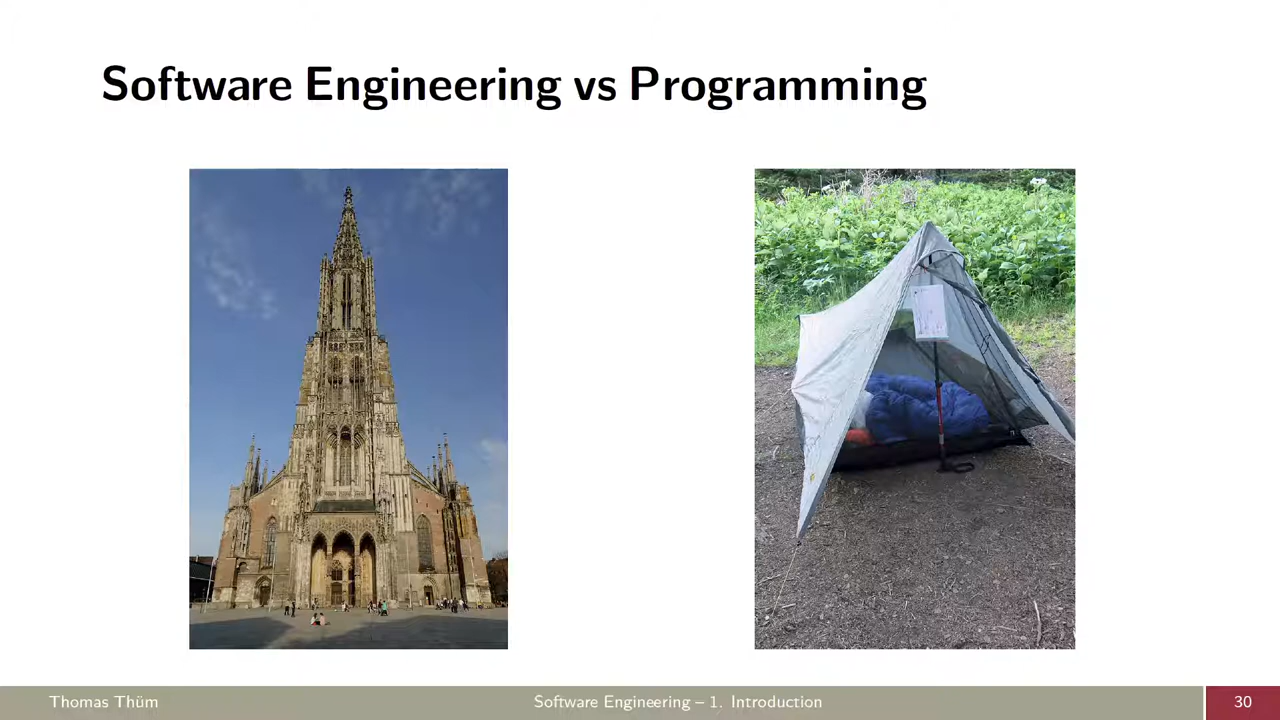 Software Engineering vs Programming
Thomas Thüm
Software Engineering – 1. Introduction
30